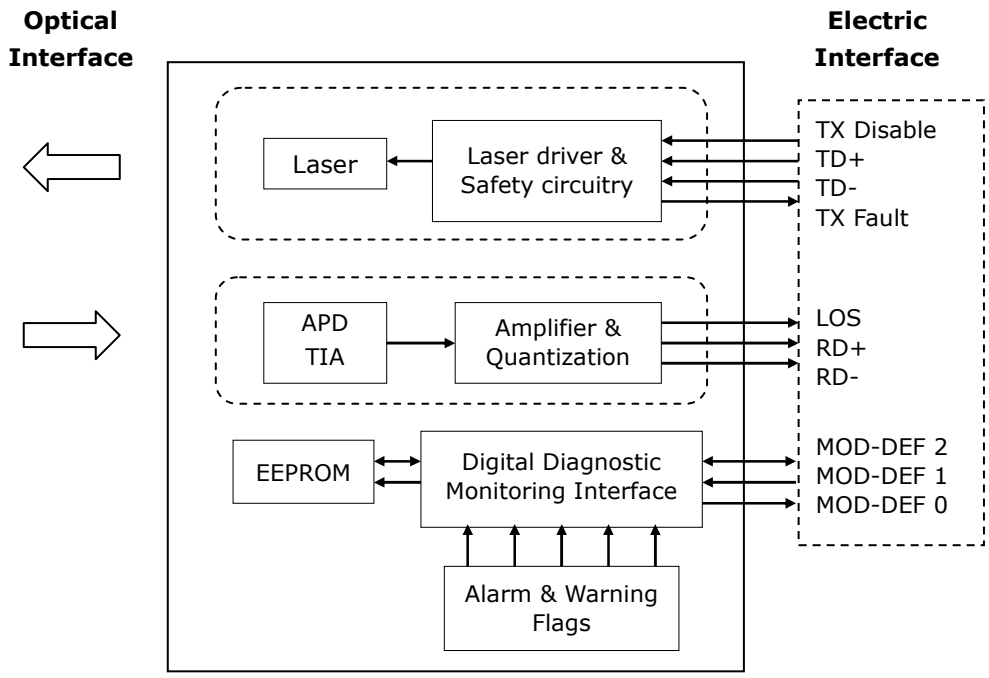 Optical
Interface
Electric
Interface
Laser
Laser driver &
Safety circuitry
TX Disable
TD+
TD-
TX Fault
APD
TIA
Amplifier &
Quantization
LOS
RD+
RD-
EEPROM
Digital Diagnostic
Monitoring Interface
MOD-DEF 2
MOD-DEF 1
MOD-DEF 0
Alarm & Warning
Flags